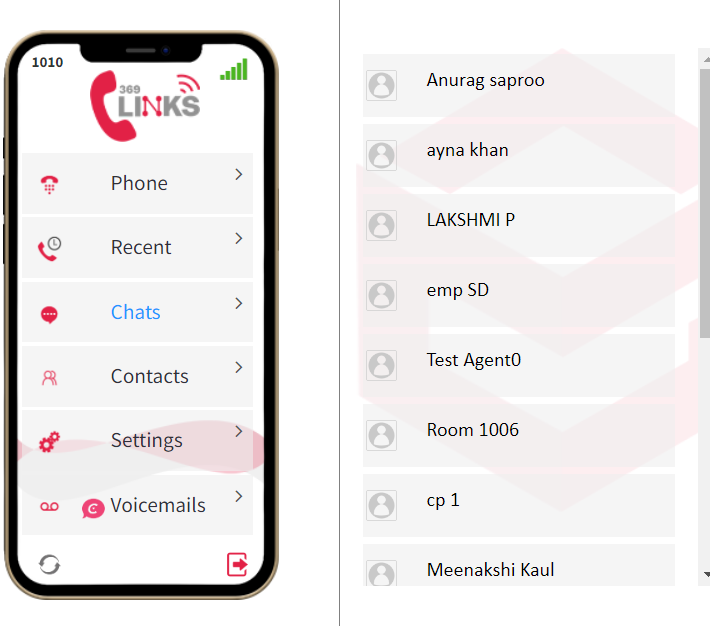 1010
369
LINKS
Phone
Recent
Chats
Contacts
Settings
Voicemails
Anurag saproo
ayna khan
LAKSHMI P
emp SD
Test Agent0
Room 1006
cp 1
Meenakshi Kaul